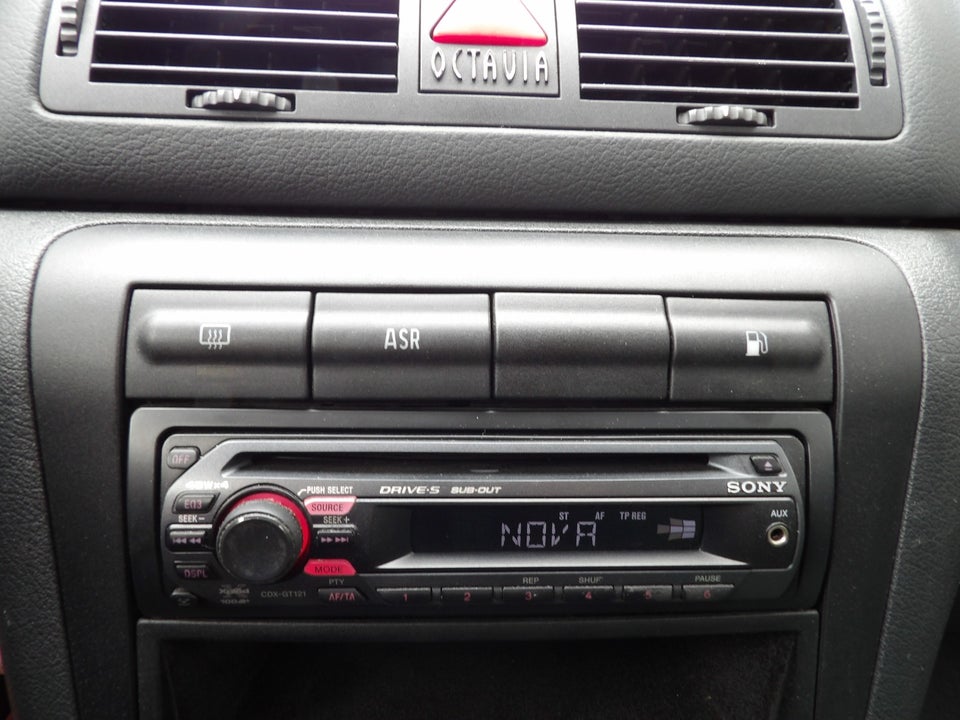 OCTAVIA
ASR
OFF
45W×4
PUSH SELECT
DRIVE•S SUB-OUT
SONY
EQ3
SOURCE
SEEK−
SEEK+
ST AF TP REG
AUX
NOVA
DSPL
MODE
PTY
REP
SHUF
PAUSE
CDX-GT121
AF/TA
1 2 3 4 5 6